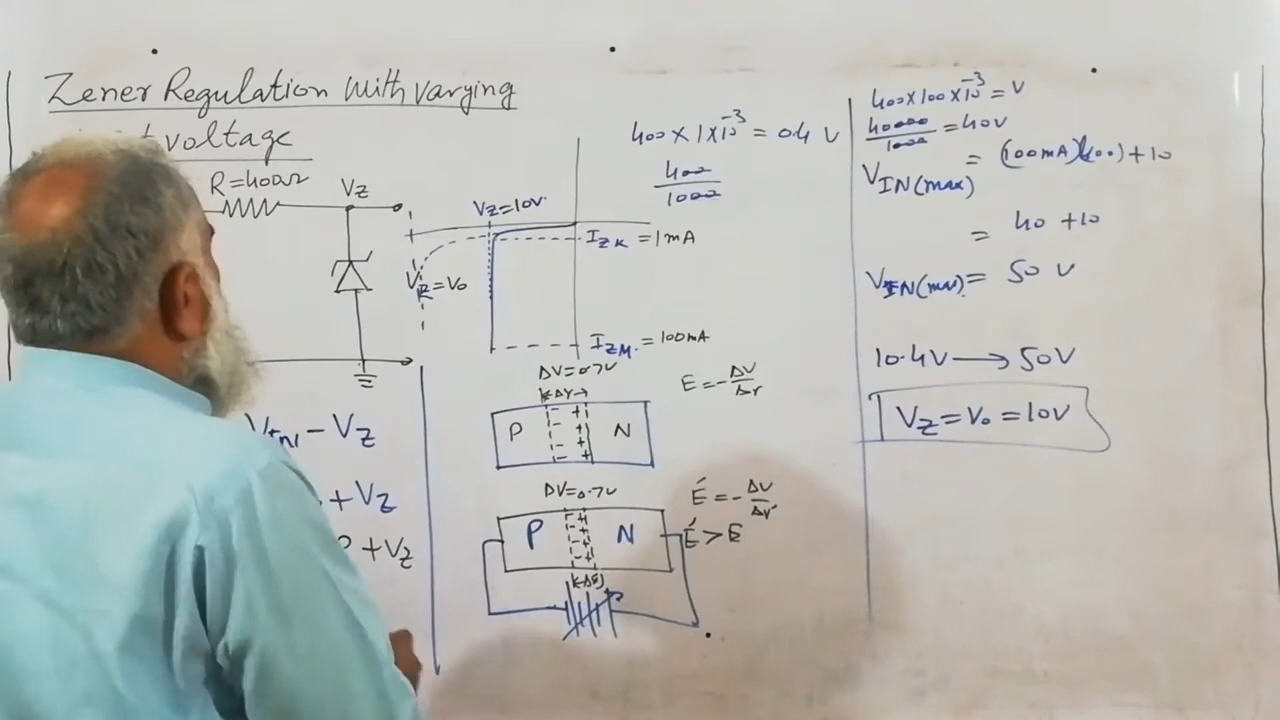 Zener Regulation with varying
voltage
R=400Ω
VZ
VZ=10V
VR=Vo
IZK = 1mA
IZM = 100mA
400 × 1×10⁻³ = 0.4 V
400
1000
ΔV=0.7V
Δr
E = -ΔV/Δr
P N
ΔV=0.7V
É = -ΔV/Δr'
É > E
P N
- VZ
+ VZ
+ VZ
400×100×10⁻³ = V
40000/1000 = 40V
VIN(max) = (100mA)(400) + 10
= 40 + 10
VIN(max) = 50 V
10.4V → 50V
VZ = Vo = 10V